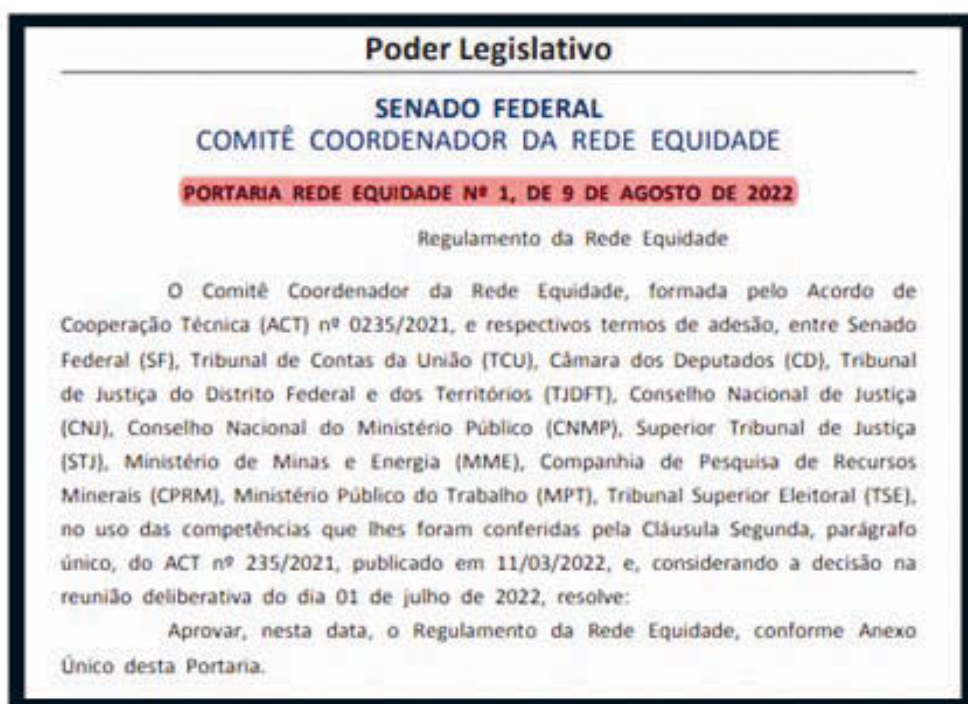 Poder Legislativo
SENADO FEDERAL
COMITÊ COORDENADOR DA REDE EQUIDADE
PORTARIA REDE EQUIDADE Nº 1, DE 9 DE AGOSTO DE 2022
Regulamento da Rede Equidade
O Comitê Coordenador da Rede Equidade, formada pelo Acordo de
Cooperação Técnica (ACT) nº 0235/2021, e respectivos termos de adesão, entre Senado
Federal (SF), Tribunal de Contas da União (TCU), Câmara dos Deputados (CD), Tribunal
de Justiça do Distrito Federal e dos Territórios (TJDFT), Conselho Nacional de Justiça
(CNJ), Conselho Nacional do Ministério Público (CNMP), Superior Tribunal de Justiça
(STJ), Ministério de Minas e Energia (MME), Companhia de Pesquisa de Recursos
Minerais (CPRM), Ministério Público do Trabalho (MPT), Tribunal Superior Eleitoral (TSE),
no uso das competências que lhes foram conferidas pela Cláusula Segunda, parágrafo
único, do ACT nº 235/2021, publicado em 11/03/2022, e, considerando a decisão na
reunião deliberativa do dia 01 de julho de 2022, resolve:
Aprovar, nesta data, o Regulamento da Rede Equidade, conforme Anexo
Único desta Portaria.